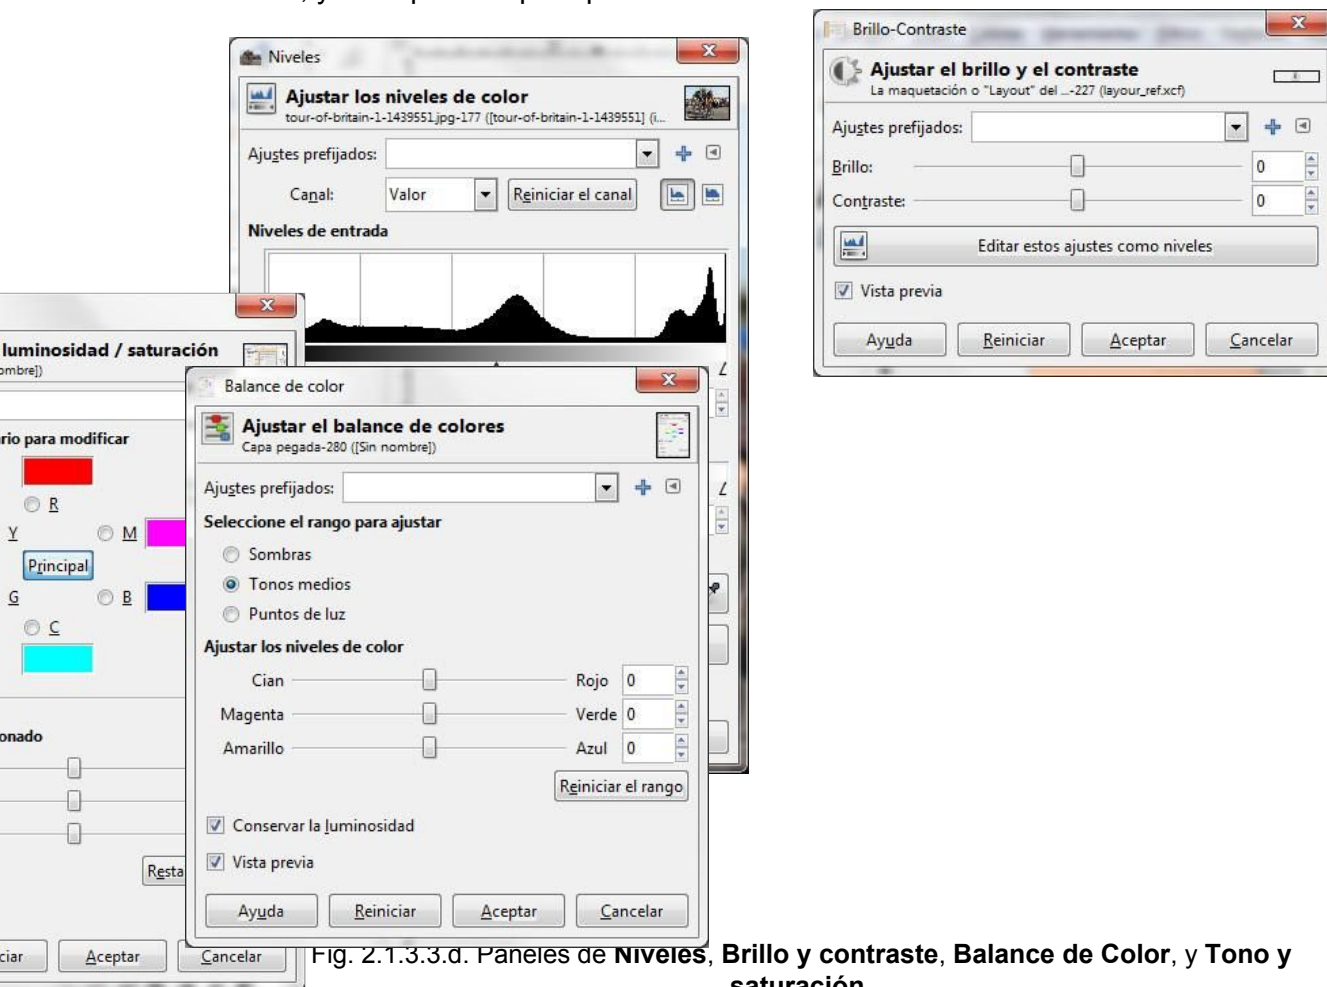 Niveles
Ajustar los niveles de color
tour-of-britain-1-1439551.jpg-177 ([tour-of-britain-1-1439551] (i...
Ajustes prefijados:
Canal: Valor Reiniciar el canal
Niveles de entrada
Brillo-Contraste
Ajustar el brillo y el contraste
La maquetación o "Layout" del ...-227 (layour_ref.xcf)
Ajustes prefijados:
Brillo: 0
Contraste: 0
Editar estos ajustes como niveles
Vista previa
Ayuda Reiniciar Aceptar Cancelar
luminosidad / saturación
ombre])
rio para modificar
R
Y M
Principal
G B
C
onado
Resta
ciar Aceptar Cancelar
Balance de color
Ajustar el balance de colores
Capa pegada-280 ([Sin nombre])
Ajustes prefijados:
Seleccione el rango para ajustar
Sombras
Tonos medios
Puntos de luz
Ajustar los niveles de color
Cian Rojo 0
Magenta Verde 0
Amarillo Azul 0
Reiniciar el rango
Conservar la luminosidad
Vista previa
Ayuda Reiniciar Aceptar Cancelar
Fig. 2.1.3.3.d. Paneles de Niveles, Brillo y contraste, Balance de Color, y Tono y
saturación